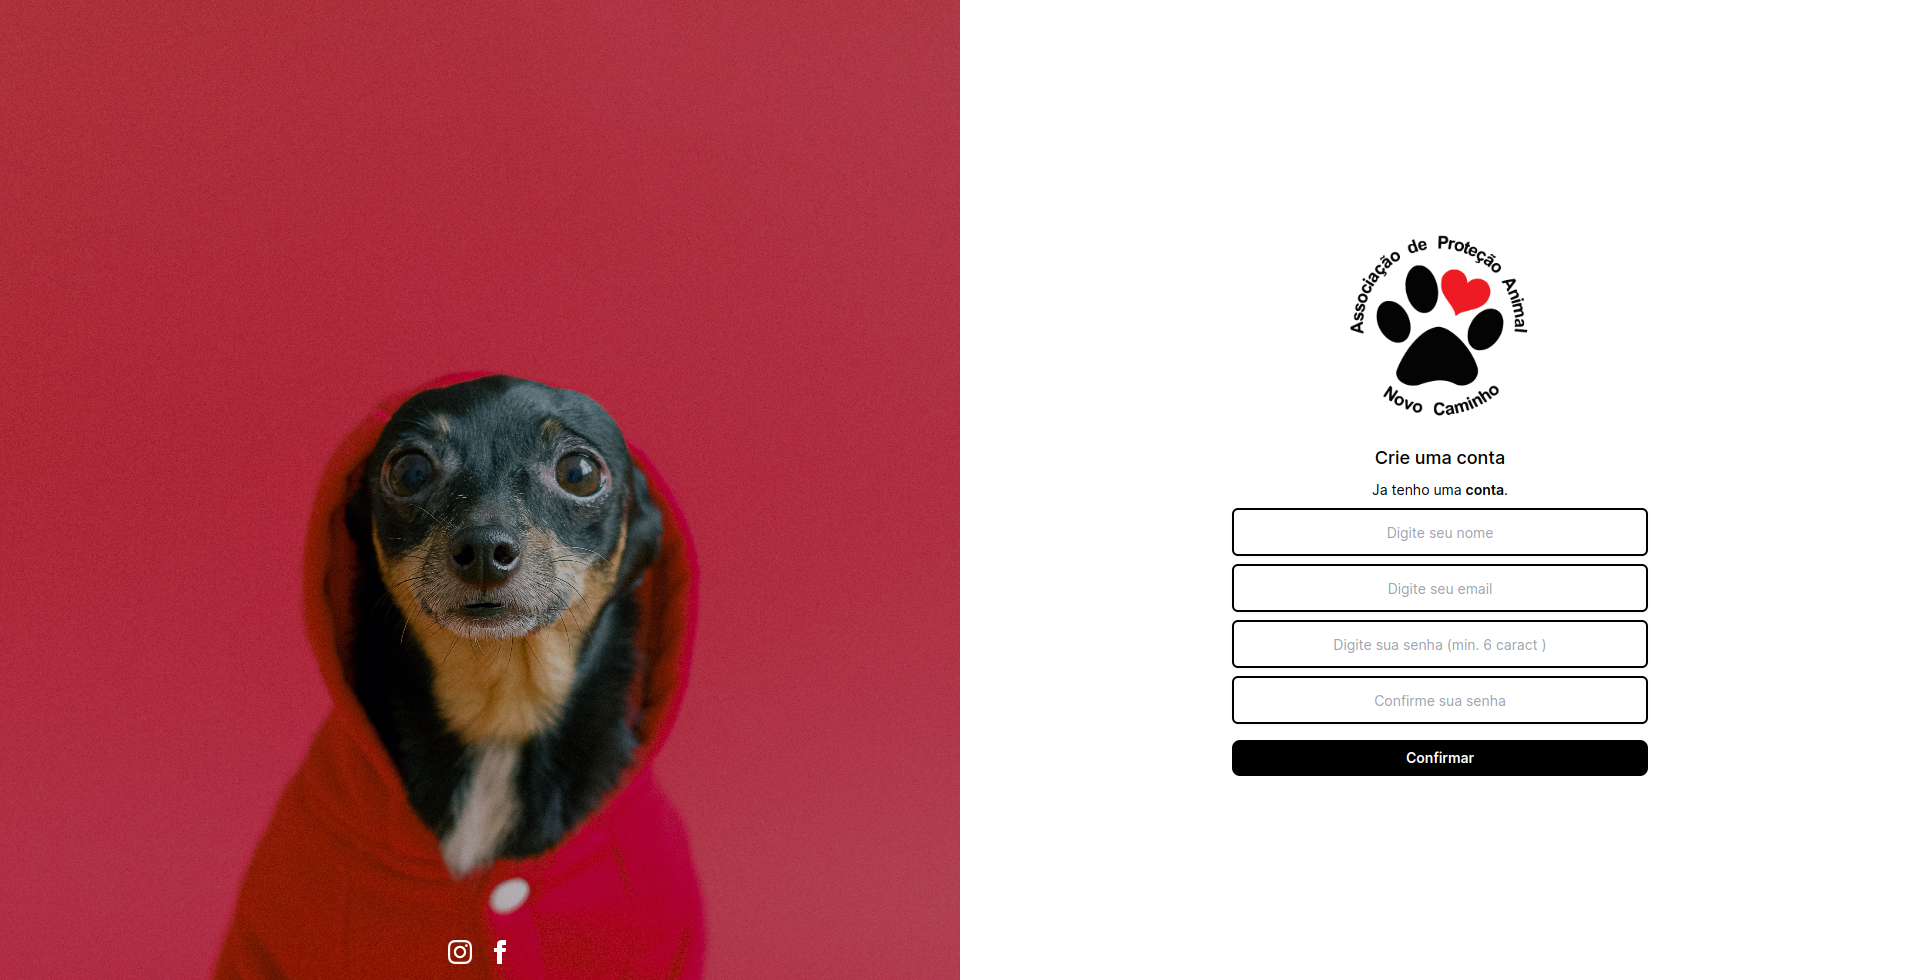 Associação de Proteção Animal
Novo Caminho
Crie uma conta
Ja tenho uma conta.
Digite seu nome
Digite seu email
Digite sua senha (min. 6 caract )
Confirme sua senha
Confirmar